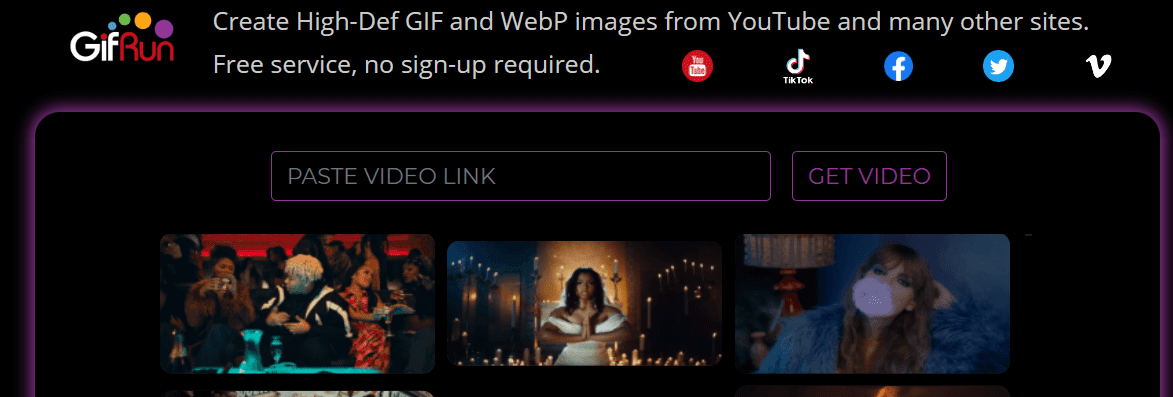 GifRun
Create High-Def GIF and WebP images from YouTube and many other sites.
Free service, no sign-up required.
You
Tube
TikTok
PASTE VIDEO LINK
GET VIDEO